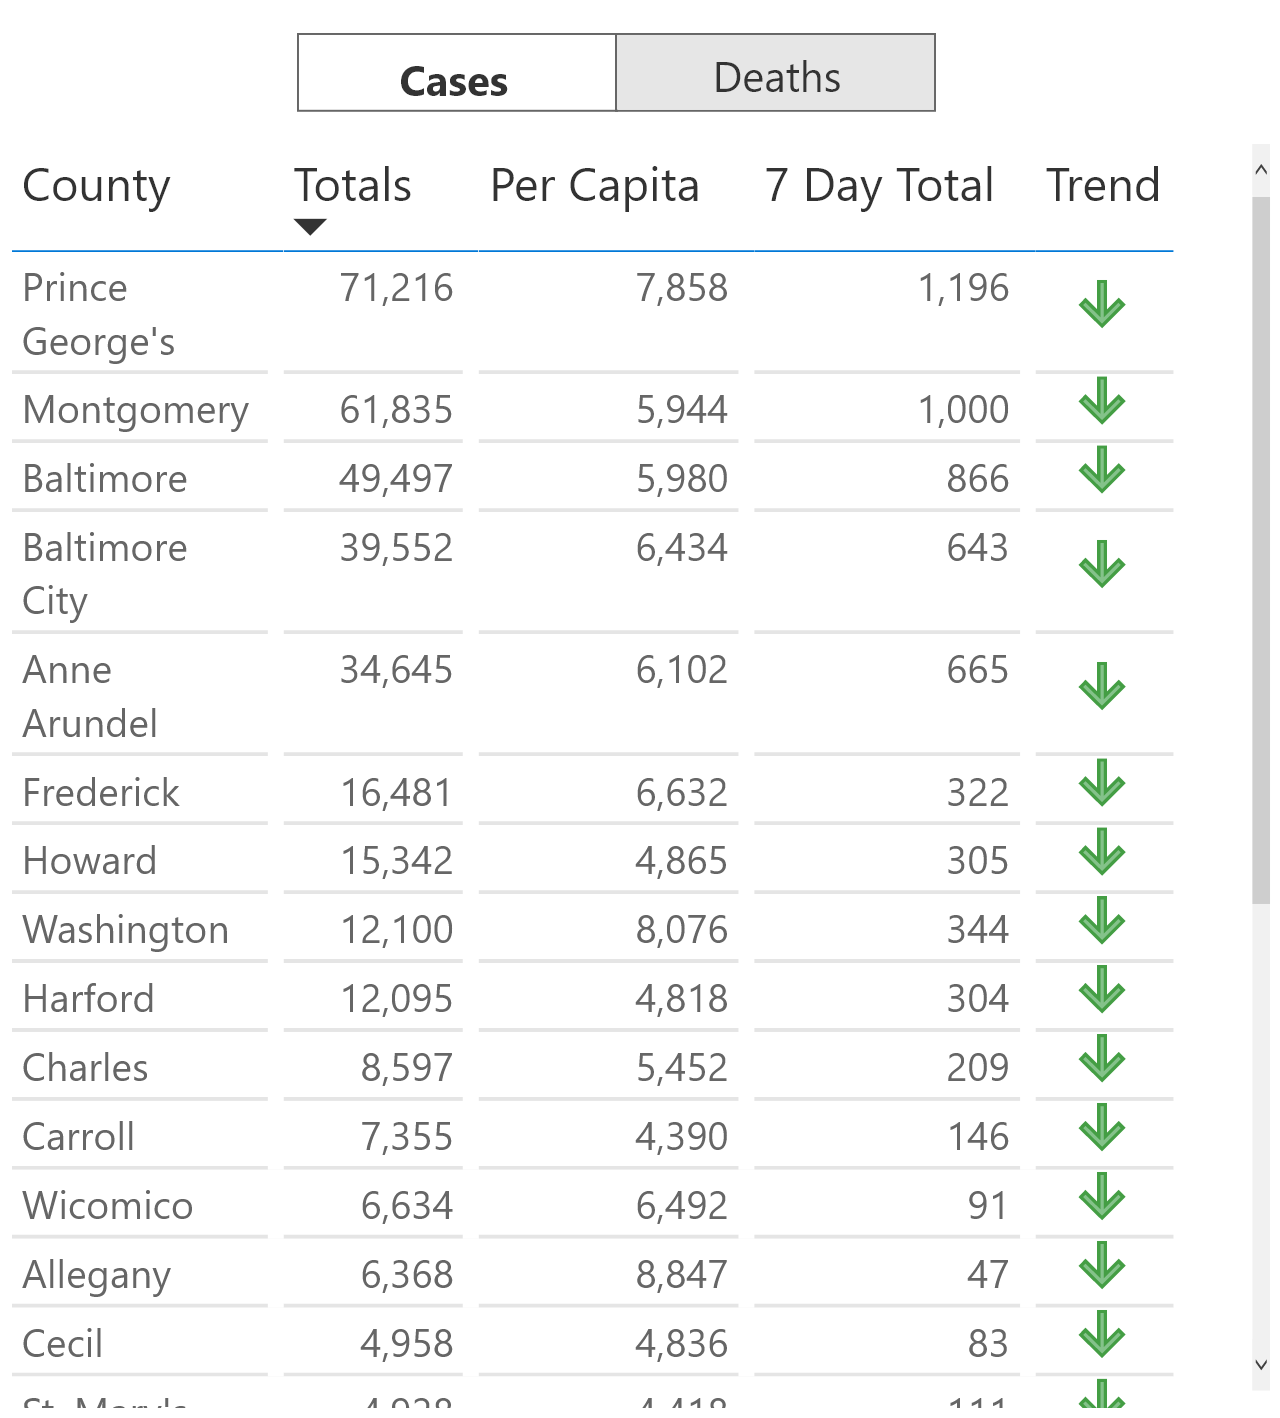 Cases Deaths
County Totals Per Capita 7 Day Total Trend
Prince 71,216 7,858 1,196
George's
Montgomery 61,835 5,944 1,000
Baltimore 49,497 5,980 866
Baltimore 39,552 6,434 643
City
Anne 34,645 6,102 665
Arundel
Frederick 16,481 6,632 322
Howard 15,342 4,865 305
Washington 12,100 8,076 344
Harford 12,095 4,818 304
Charles 8,597 5,452 209
Carroll 7,355 4,390 146
Wicomico 6,634 6,492 91
Allegany 6,368 8,847 47
Cecil 4,958 4,836 83
St. Mary's